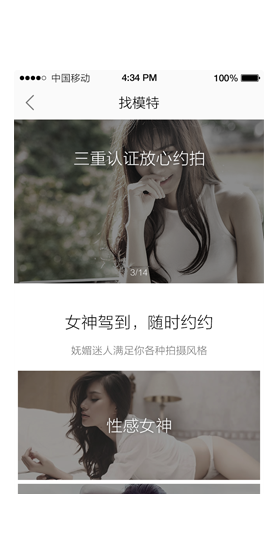 中国移动 4:34 PM 100%
找模特
三重认证放心约拍
3/14
女神驾到，随时约约
妩媚迷人满足你各种拍摄风格
性感女神